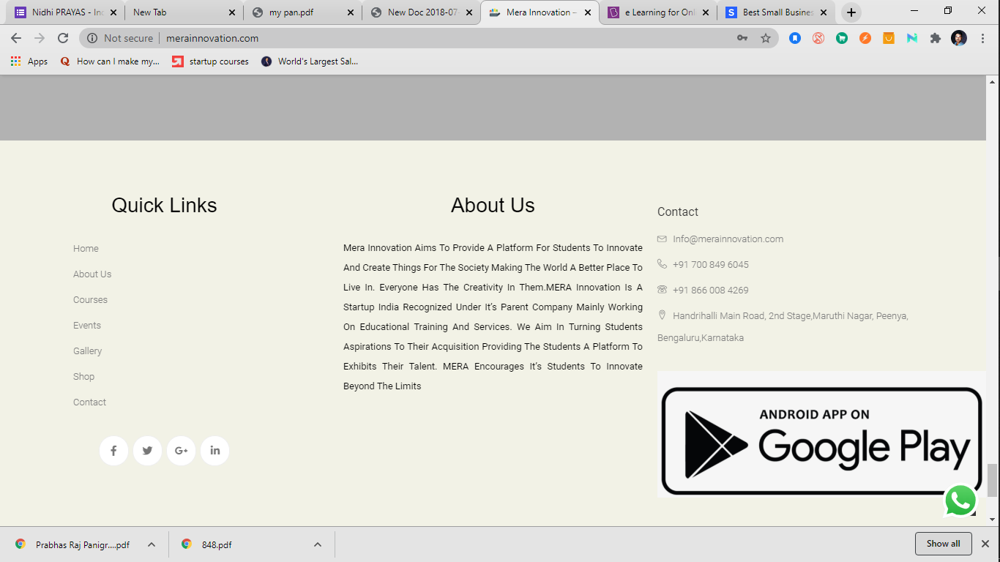 Nidhi PRAYAS - Inc
New Tab
my pan.pdf
New Doc 2018-07-
Mera Innovation –
e Learning for Onl
Best Small Busines
Not secure
merainnovation.com
Apps
How can I make my...
startup courses
World's Largest Sal...
Quick Links
Home
About Us
Courses
Events
Gallery
Shop
Contact
About Us
Mera Innovation Aims To Provide A Platform For Students To Innovate
And Create Things For The Society Making The World A Better Place To
Live In. Everyone Has The Creativity In Them.MERA Innovation Is A
Startup India Recognized Under It's Parent Company Mainly Working
On Educational Training And Services. We Aim In Turning Students
Aspirations To Their Acquisition Providing The Students A Platform To
Exhibits Their Talent. MERA Encourages It's Students To Innovate
Beyond The Limits
Contact
Info@merainnovation.com
+91 700 849 6045
+91 866 008 4269
Handrihalli Main Road, 2nd Stage,Maruthi Nagar, Peenya,
Bengaluru,Karnataka
ANDROID APP ON
Google Play
Prabhas Raj Panigr....pdf
848.pdf
Show all